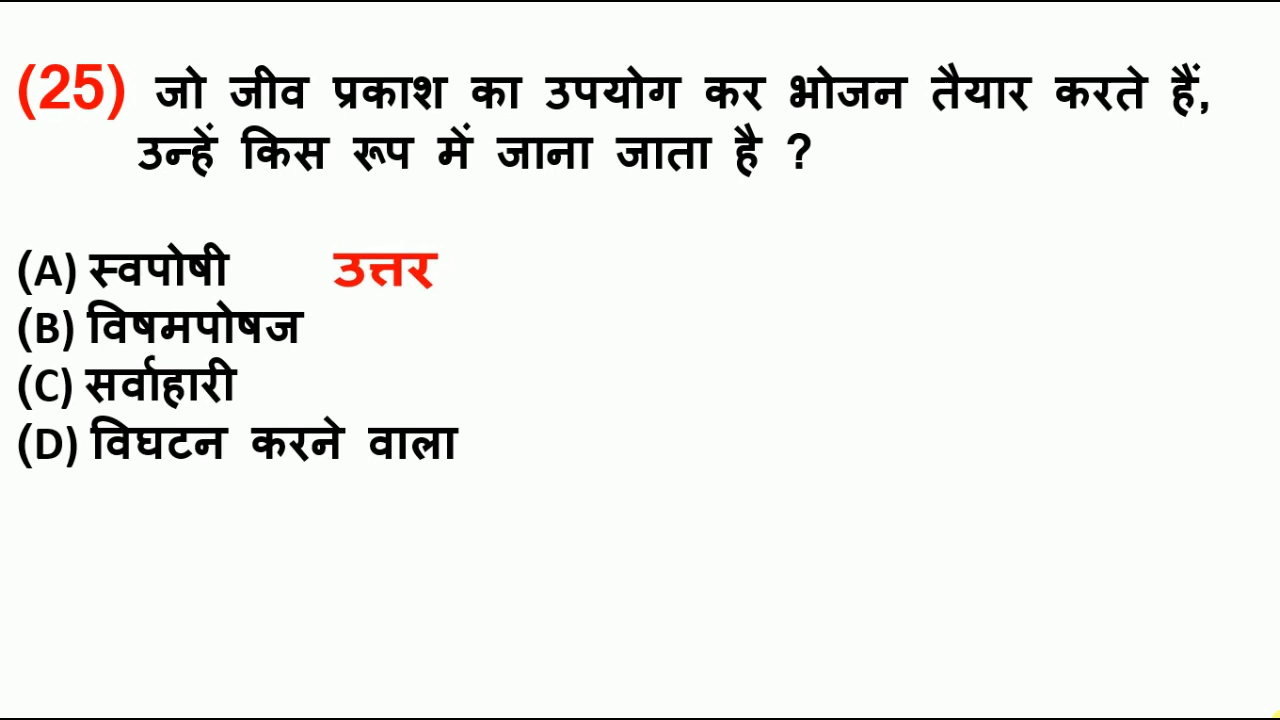 (25) जो जीव प्रकाश का उपयोग कर भोजन तैयार करते हैं,
उन्हें किस रूप में जाना जाता है ?
(A) स्वपोषी उत्तर
(B) विषमपोषज
(C) सर्वाहारी
(D) विघटन करने वाला